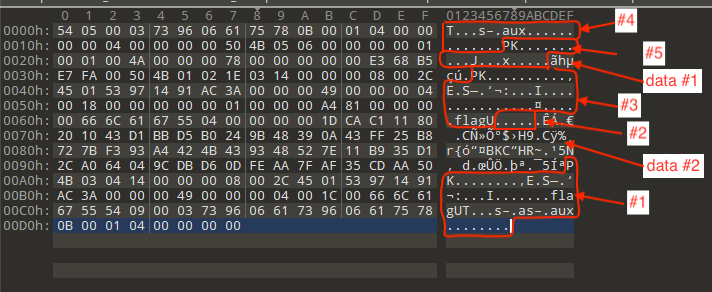 0 1 2 3 4 5 6 7 8 9 A B C D E F 0123456789ABCDEF
0000h: 54 05 00 03 73 96 06 61 75 78 0B 00 01 04 00 00 T...s–.aux...... #4
0010h: 00 00 04 00 00 00 00 50 4B 05 06 00 00 00 00 01 .......PK....... #5
0020h: 00 01 00 4A 00 00 00 78 00 00 00 00 00 E3 68 B5 ...J...x.....ãhµ data #1
0030h: E7 FA 00 50 4B 01 02 1E 03 14 00 00 00 08 00 2C çú.PK..........,
0040h: 45 01 53 97 14 91 AC 3A 00 00 00 49 00 00 00 04 E.S—.‘¬:...I.... #3
0050h: 00 18 00 00 00 00 00 01 00 00 00 A4 81 00 00 00 ...........¤....
0060h: 00 66 6C 61 67 55 04 00 00 00 00 1D CA C1 11 80 .flagU......ÊÁ.€ #2
0070h: 20 10 43 D1 BB D5 B0 24 9B 48 39 0A 43 FF 25 B8 .CÑ»Õ°$›H9.Cÿ%¸ data #2
0080h: 72 7B F3 93 A4 42 4B 43 93 48 52 7E 11 B9 35 D1 r{ó“¤BKC“HR~.¹5Ñ
0090h: 2C A0 64 09 9C DB D6 0D FE AA 7F AF 35 CD AA 50 , d.œÛÖ.þª.¯5ÍªP
00A0h: 4B 03 04 14 00 00 00 08 00 2C 45 01 53 97 14 91 K........,E.S—.‘
00B0h: AC 3A 00 00 00 49 00 00 00 04 00 1C 00 66 6C 61 ¬:...I.......fla #1
00C0h: 67 55 54 09 00 03 73 96 06 61 73 96 06 61 75 78 gUT...s–.as–.aux
00D0h: 0B 00 01 04 00 00 00 00 ........